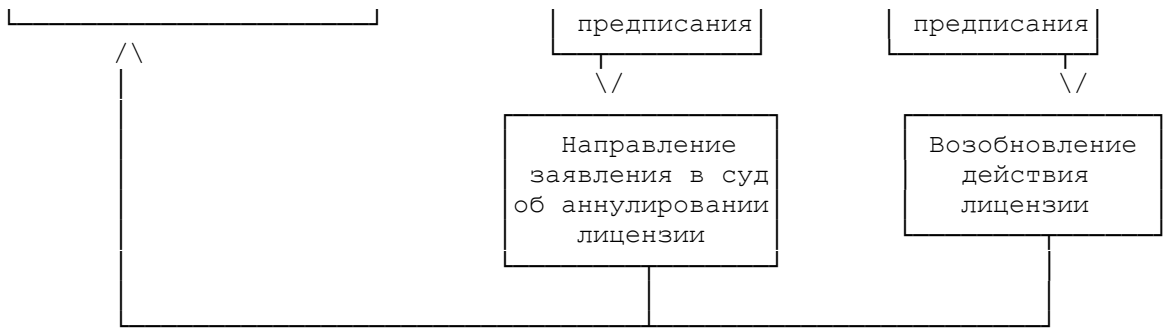 предписания
предписания
Направление
заявления в суд
об аннулировании
лицензии
Возобновление
действия
лицензии